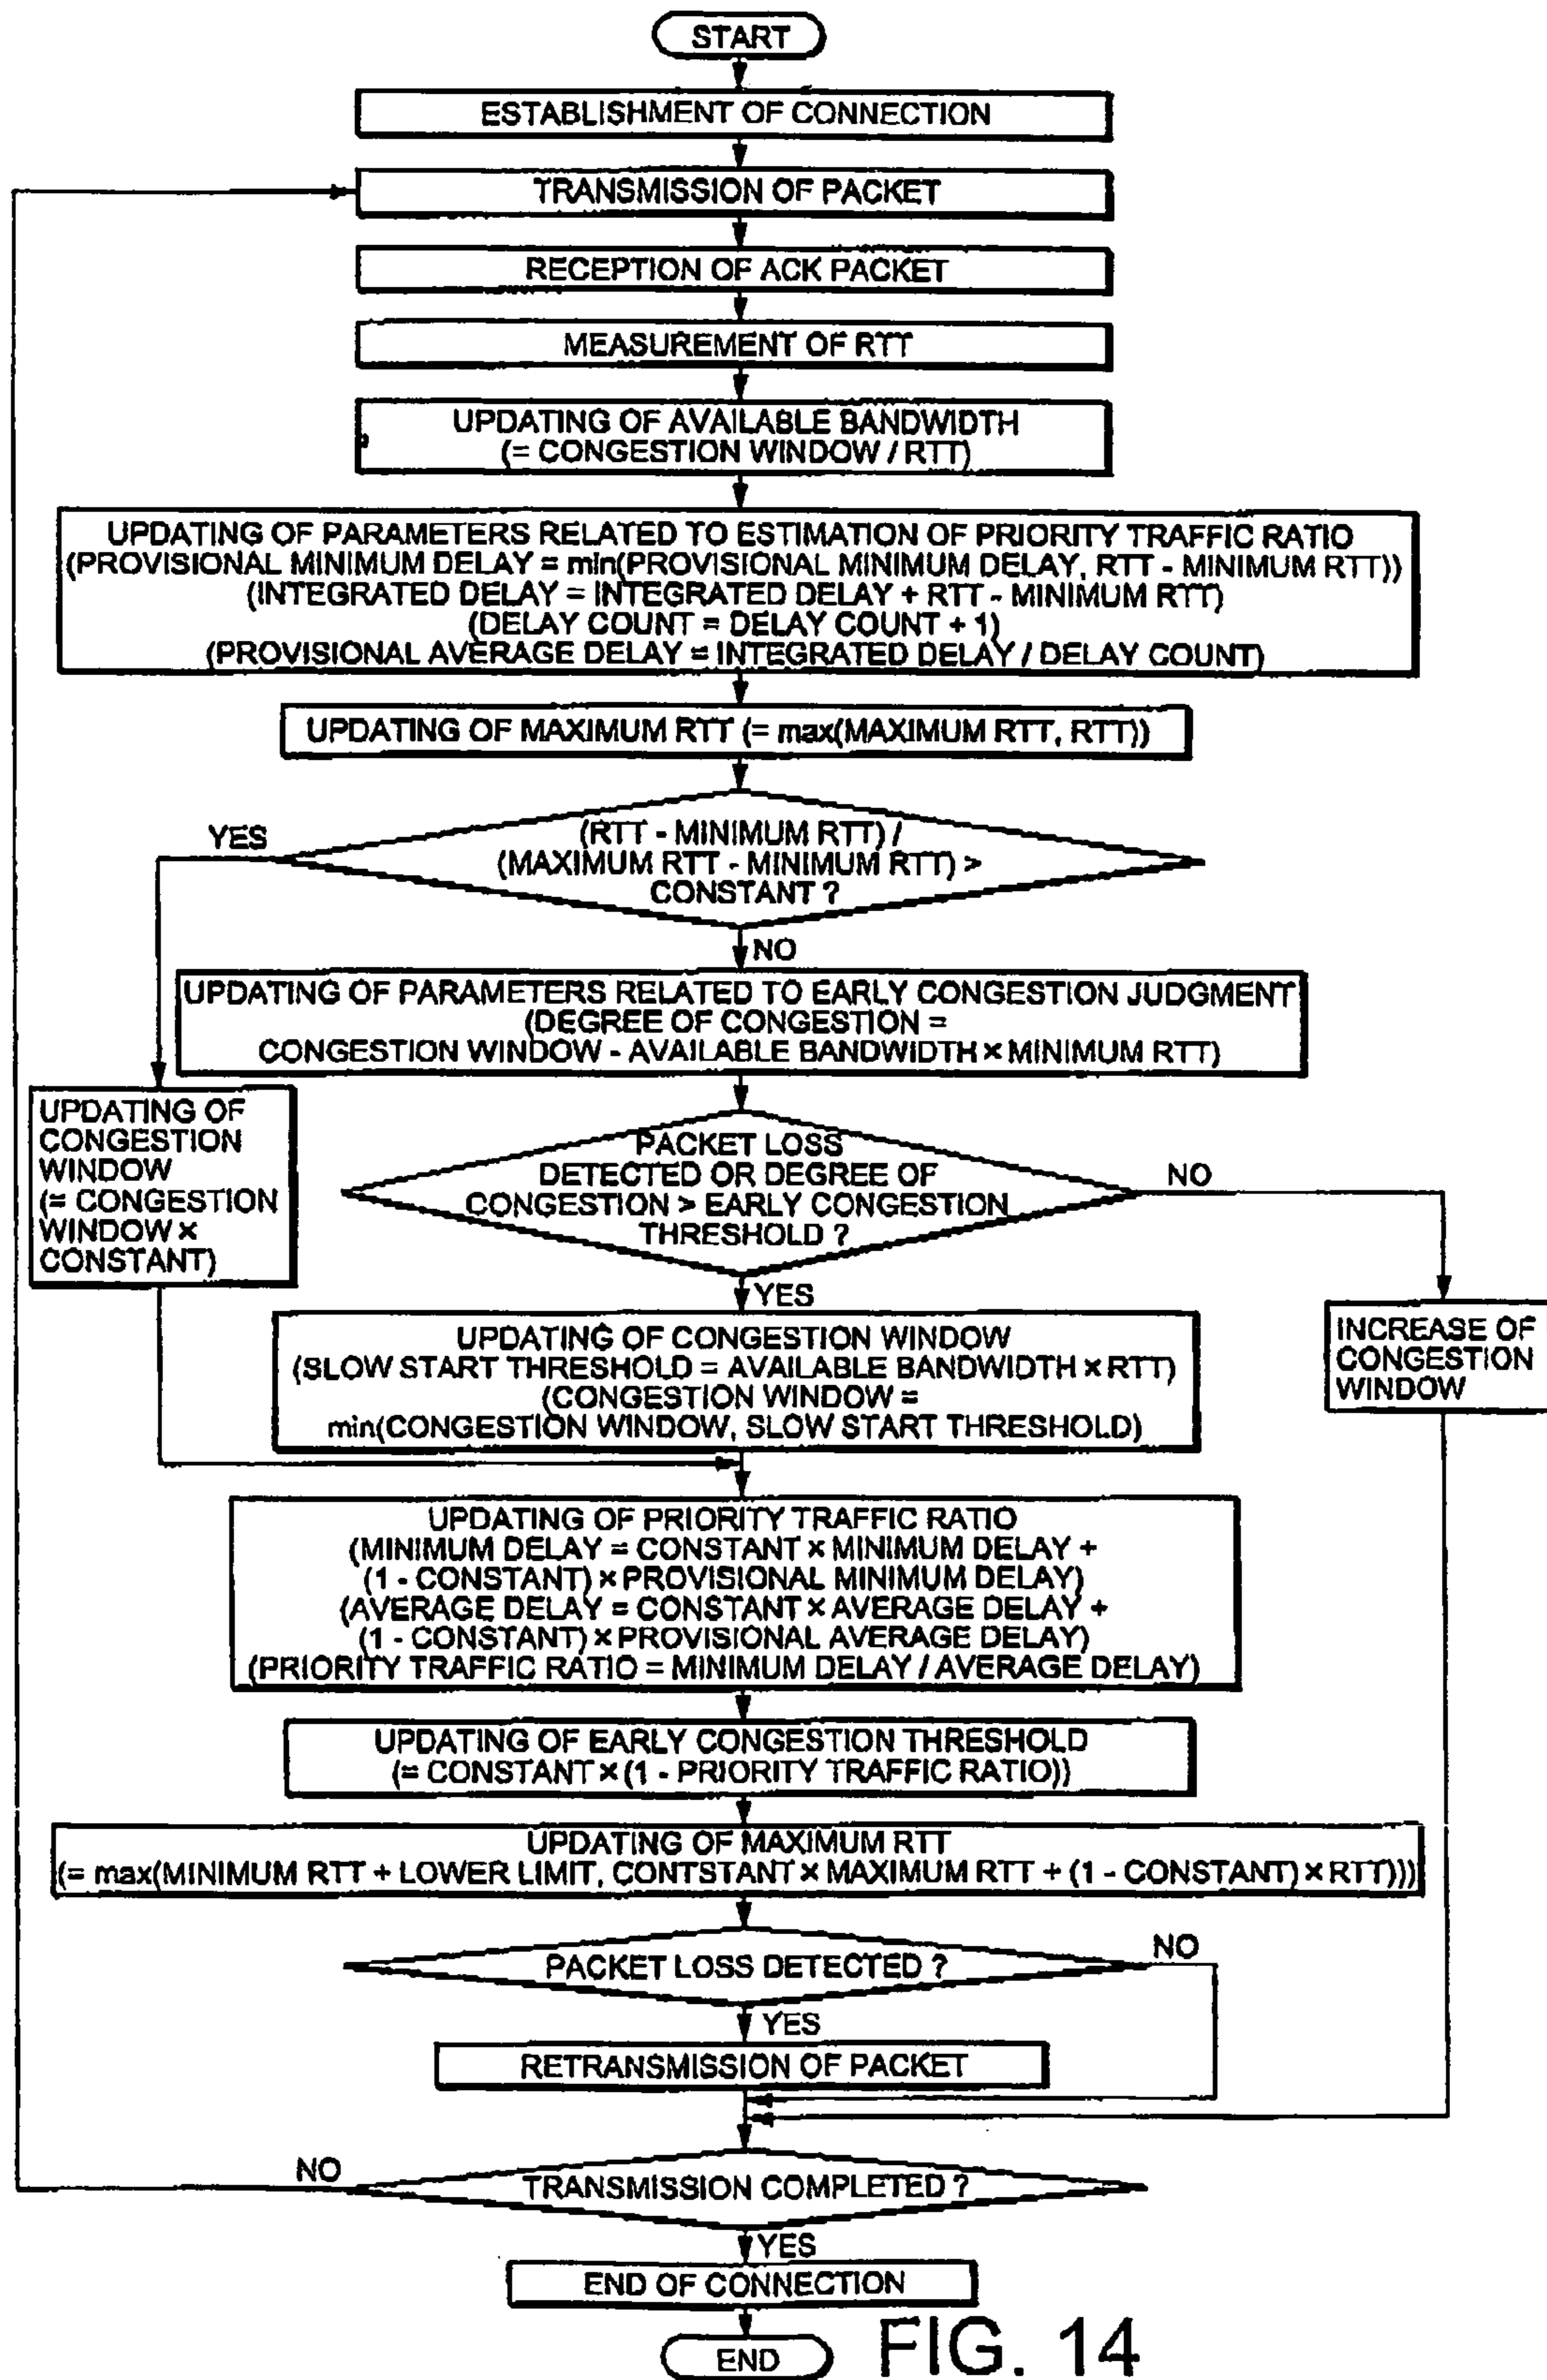 START
ESTABLISHMENT OF CONNECTION
TRANSMISSION OF PACKET
RECEPTION OF ACK PACKET
MEASUREMENT OF RTT
UPDATING OF AVAILABLE BANDWIDTH
(= CONGESTION WINDOW / RTT)
UPDATING OF PARAMETERS RELATED TO ESTIMATION OF PRIORITY TRAFFIC RATIO
(PROVISIONAL MINIMUM DELAY = min(PROVISIONAL MINIMUM DELAY, RTT - MINIMUM RTT))
(INTEGRATED DELAY = INTEGRATED DELAY + RTT - MINIMUM RTT)
(DELAY COUNT = DELAY COUNT + 1)
(PROVISIONAL AVERAGE DELAY = INTEGRATED DELAY / DELAY COUNT)
UPDATING OF MAXIMUM RTT (= max(MAXIMUM RTT, RTT))
YES
(RTT - MINIMUM RTT) /
(MAXIMUM RTT - MINIMUM RTT) >
CONSTANT ?
NO
UPDATING OF PARAMETERS RELATED TO EARLY CONGESTION JUDGMENT
(DEGREE OF CONGESTION =
CONGESTION WINDOW - AVAILABLE BANDWIDTH × MINIMUM RTT)
UPDATING OF
CONGESTION
WINDOW
(= CONGESTION
WINDOW ×
CONSTANT)
PACKET LOSS
DETECTED OR DEGREE OF
CONGESTION > EARLY CONGESTION
THRESHOLD ?
NO
YES
UPDATING OF CONGESTION WINDOW
(SLOW START THRESHOLD = AVAILABLE BANDWIDTH × RTT)
(CONGESTION WINDOW =
min(CONGESTION WINDOW, SLOW START THRESHOLD)
INCREASE OF
CONGESTION
WINDOW
UPDATING OF PRIORITY TRAFFIC RATIO
(MINIMUM DELAY = CONSTANT × MINIMUM DELAY +
(1 - CONSTANT) × PROVISIONAL MINIMUM DELAY)
(AVERAGE DELAY = CONSTANT × AVERAGE DELAY +
(1 - CONSTANT) × PROVISIONAL AVERAGE DELAY)
(PRIORITY TRAFFIC RATIO = MINIMUM DELAY / AVERAGE DELAY)
UPDATING OF EARLY CONGESTION THRESHOLD
(= CONSTANT × (1 - PRIORITY TRAFFIC RATIO))
UPDATING OF MAXIMUM RTT
(= max(MINIMUM RTT + LOWER LIMIT, CONTSTANT × MAXIMUM RTT + (1 - CONSTANT) × RTT)))
PACKET LOSS DETECTED ?
NO
YES
RETRANSMISSION OF PACKET
NO
TRANSMISSION COMPLETED ?
YES
END OF CONNECTION
END
FIG. 14